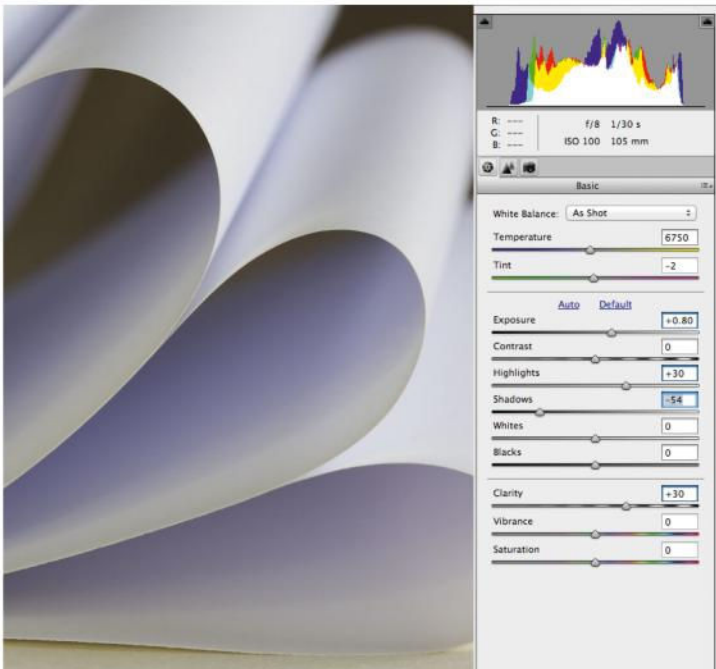 R: --- f/8 1/30 s
G: ---
B: --- ISO 100 105 mm
Basic
White Balance: As Shot
Temperature 6750
Tint -2
Auto Default
Exposure +0.80
Contrast 0
Highlights +30
Shadows -54
Whites 0
Blacks 0
Clarity +30
Vibrance 0
Saturation 0